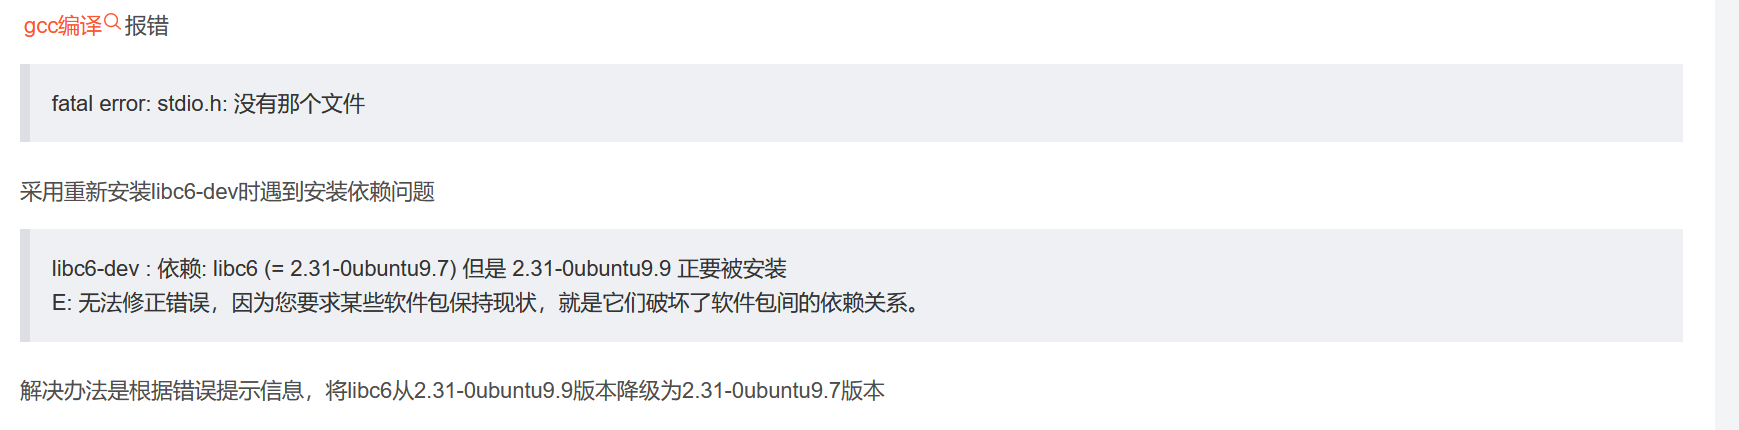 gcc编译报错
fatal error: stdio.h: 没有那个文件
采用重新安装libc6-dev时遇到安装依赖问题
libc6-dev : 依赖: libc6 (= 2.31-0ubuntu9.7) 但是 2.31-0ubuntu9.9 正要被安装
E: 无法修正错误，因为您要求某些软件包保持现状，就是它们破坏了软件包间的依赖关系。
解决办法是根据错误提示信息，将libc6从2.31-0ubuntu9.9版本降级为2.31-0ubuntu9.7版本